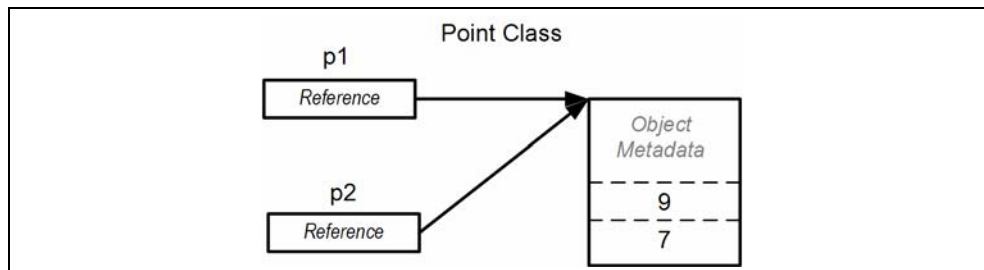 Point Class
p1
Reference
Object
Metadata
9
p2
Reference
7